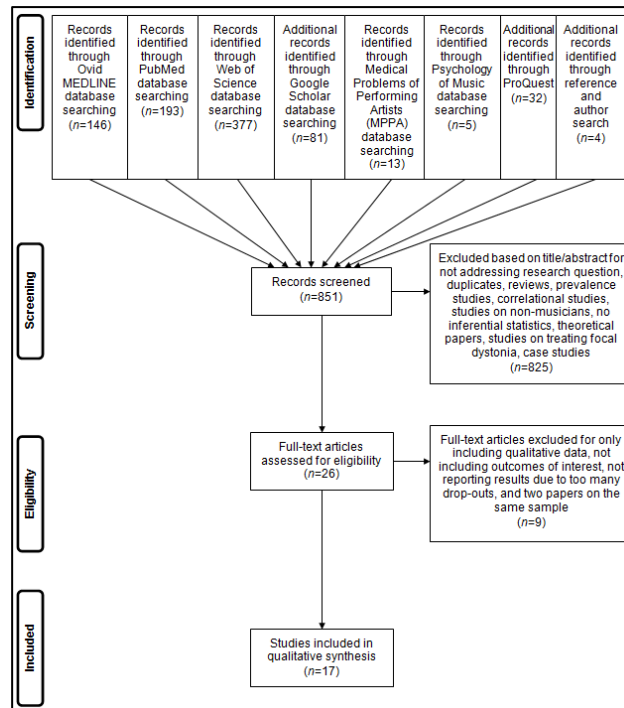 Identification
Records
identified
through
Ovid
MEDLINE
database
searching
(n=146)
Records
identified
through
PubMed
database
searching
(n=193)
Records
identified
through
Web of
Science
database
searching
(n=377)
Additional
records
identified
through
Google
Scholar
database
searching
(n=81)
Records
identified
through
Medical
Problems of
Performing
Artists
(MPPA)
database
searching
(n=13)
Records
identified
through
Psychology
of Music
database
searching
(n=5)
Additional
records
identified
through
ProQuest
(n=32)
Additional
records
identified
through
reference
and
author
search
(n=4)
Screening
Records screened
(n=851)
Excluded based on title/abstract for
not addressing research question,
duplicates, reviews, prevalence
studies, correlational studies,
studies on non-musicians, no
inferential statistics, theoretical
papers, studies on treating focal
dystonia, case studies
(n=825)
Eligibility
Full-text articles
assessed for eligibility
(n=26)
Full-text articles excluded for only
including qualitative data, not
including outcomes of interest, not
reporting results due to too many
drop-outs, and two papers on the
same sample
(n=9)
Included
Studies included in
qualitative synthesis
(n=17)